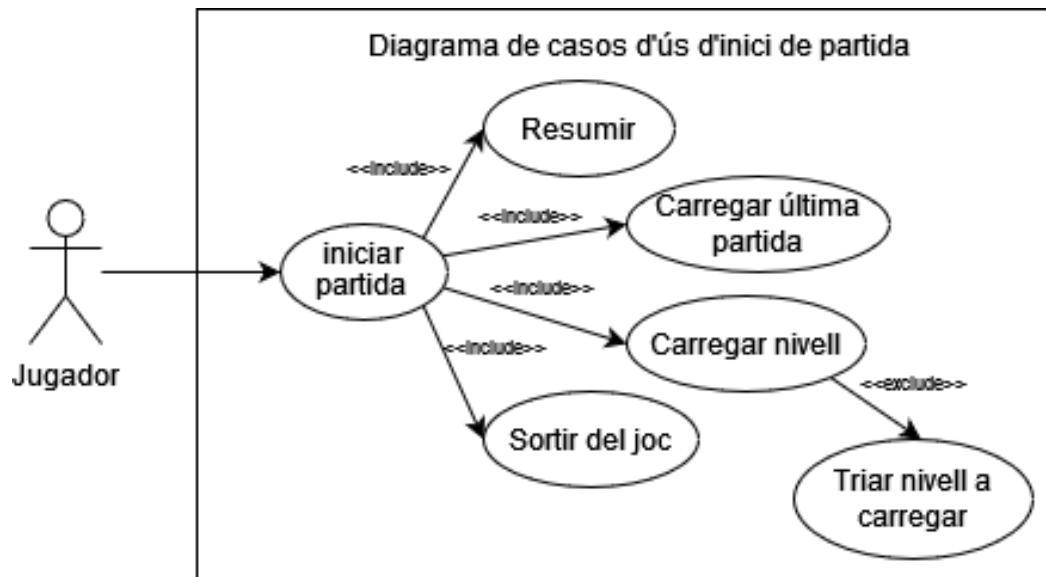 Diagrama de casos d'ús d'inici de partida
Resumir
<<include>>
Carregar última
partida
<<include>>
iniciar
partida
<<include>>
Carregar nivell
<<include>>
Jugador
<<exclude>>
Sortir del joc
Triar nivell a
carregar